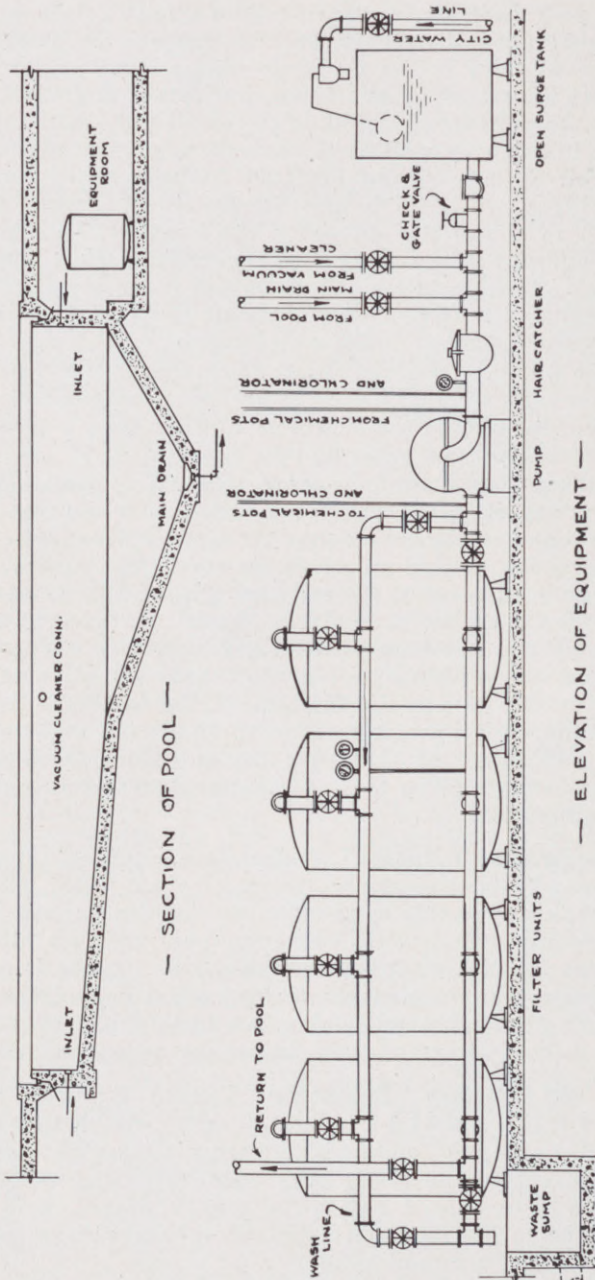 INLET
VACUUM CLEANER CONN.
MAIN DRAIN
INLET
EQUIPMENT
ROOM
— SECTION OF POOL —
WASH
LINE
RETURN TO POOL
TO CHEMICAL POTS
AND CHLORINATOR
FROM CHEMICAL POTS
AND CHLORINATOR
FROM POOL
MAIN DRAIN
FROM VACUUM
CLEANER
CHECK &
GATE VALVE
CITY WATER
LINE
WASTE
SUMP
FILTER UNITS
PUMP
HAIR CATCHER
OPEN SURGE TANK
— ELEVATION OF EQUIPMENT —